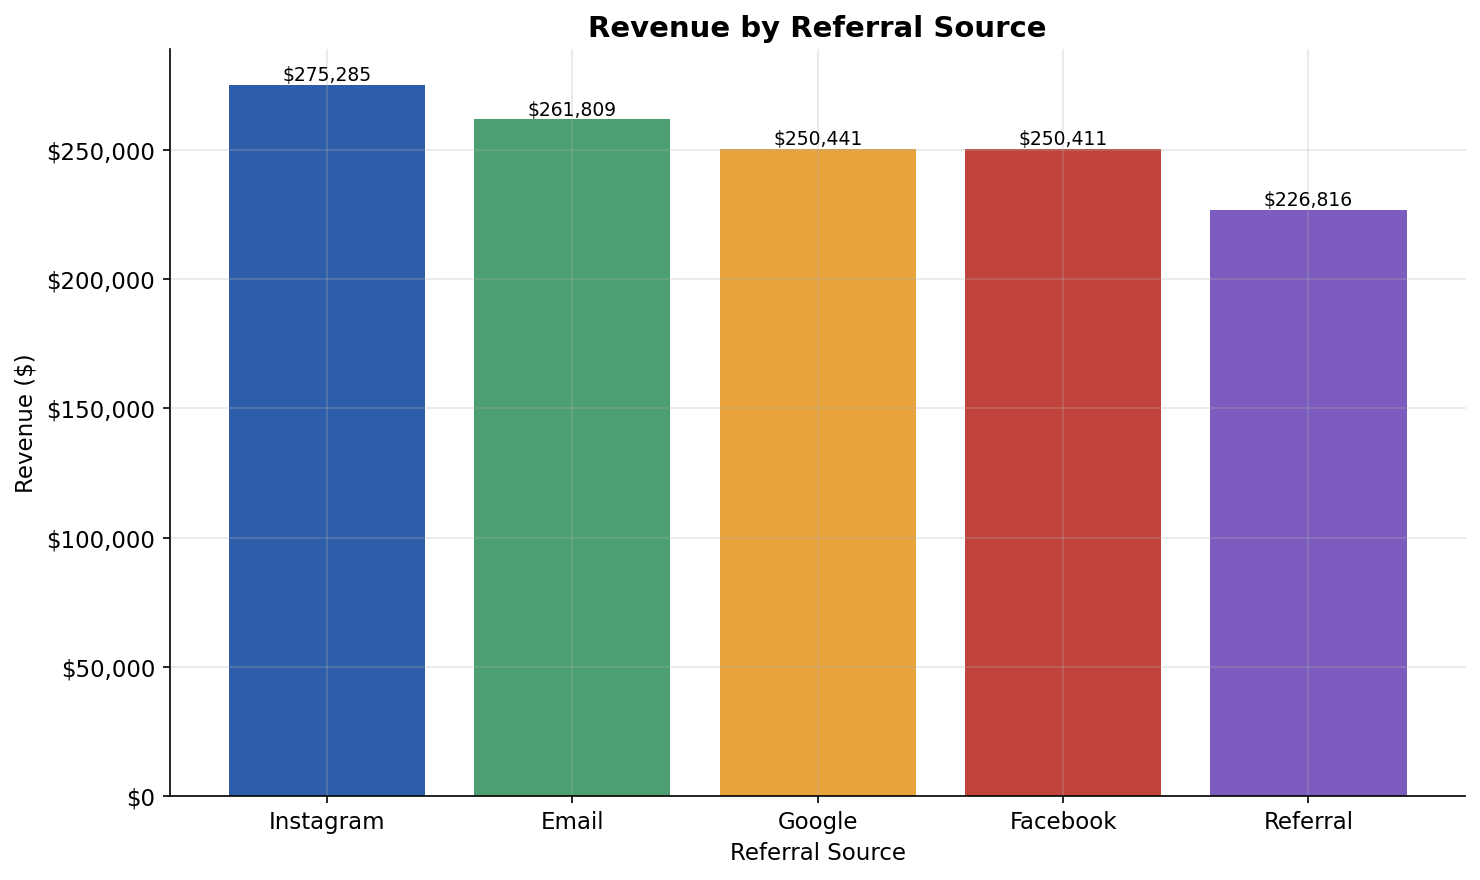 Revenue by Referral Source
$275,285
$261,809
$250,441
$250,411
$226,816
$250,000
$200,000
$150,000
$100,000
$50,000
$0
Revenue ($)
Instagram
Email
Google
Facebook
Referral
Referral Source